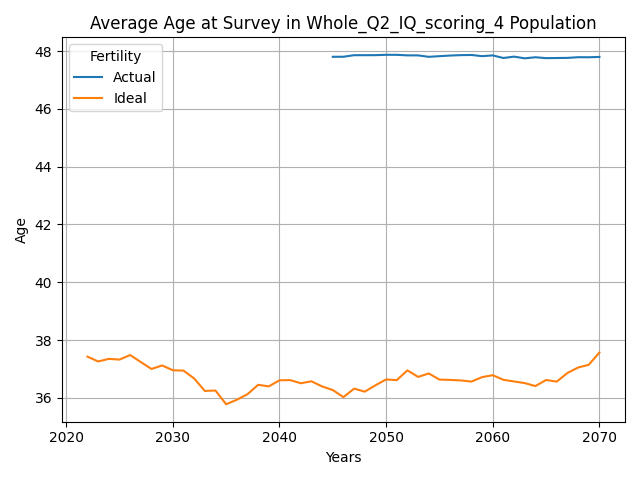 Average Age at Survey in Whole_Q2_IQ_scoring_4 Population
Fertility
Actual
Ideal
48
46
44
42
40
38
36
Age
2020 2030 2040 2050 2060 2070
Years